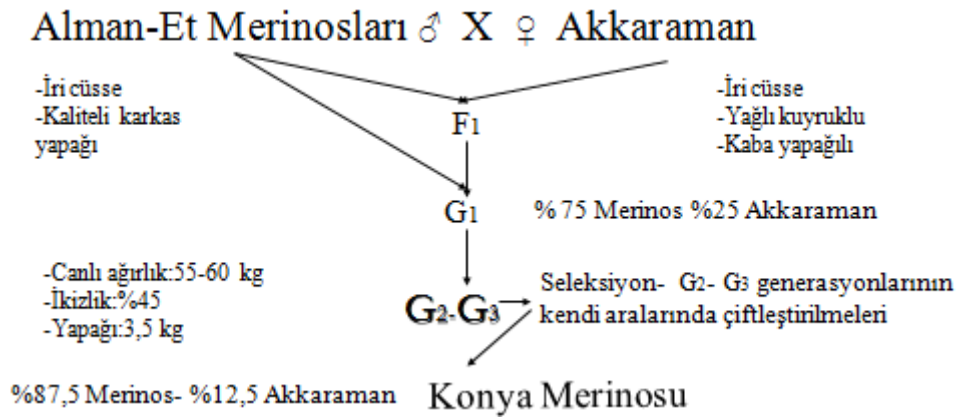 Alman-Et Merinosları ♂ X ♀ Akkaraman
-İri cüsse
-Kaliteli karkas
yapağı
-İri cüsse
-Yağlı kuyruklu
-Kaba yapağılı
F1
G1
%75 Merinos %25 Akkaraman
-Canlı ağırlık:55-60 kg
-İkizlik:%45
-Yapağı:3,5 kg
G2-G3
Seleksiyon- G2- G3 generasyonlarının
kendi aralarında çiftleştirilmeleri
%87,5 Merinos- %12,5 Akkaraman
Konya Merinosu